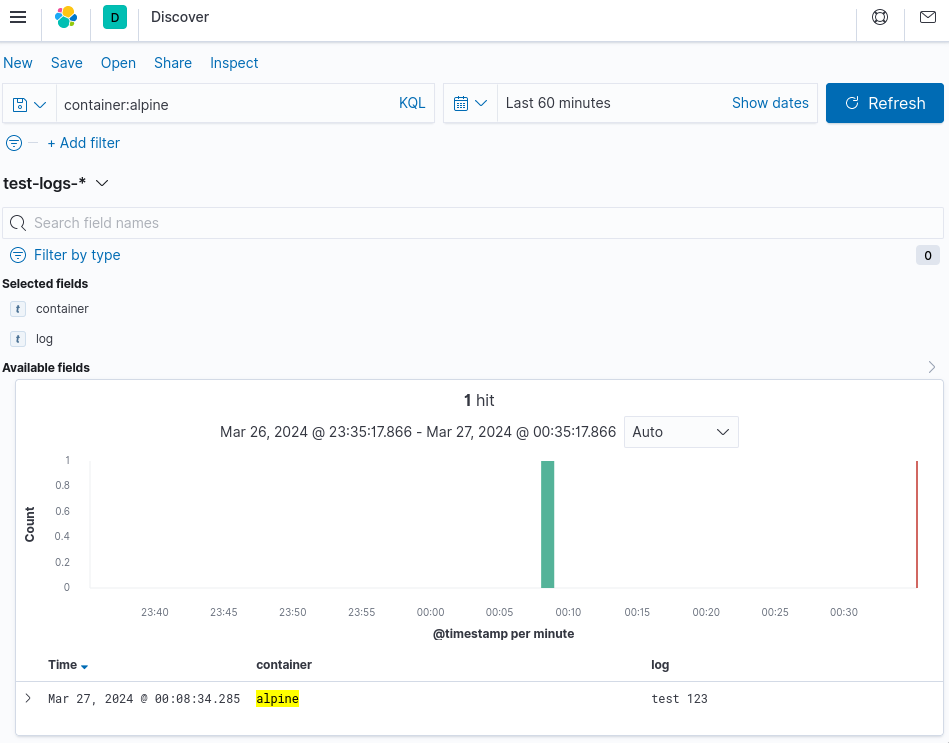 D Discover
New Save Open Share Inspect
container:alpine KQL Last 60 minutes Show dates Refresh
+ Add filter
test-logs-*
Search field names
Filter by type 0
Selected fields
t container
t log
Available fields
1 hit
Mar 26, 2024 @ 23:35:17.866 - Mar 27, 2024 @ 00:35:17.866 Auto
1
0.8
0.6
0.4
0.2
0
Count
23:40 23:45 23:50 23:55 00:00 00:05 00:10 00:15 00:20 00:25 00:30
@timestamp per minute
Time container log
Mar 27, 2024 @ 00:08:34.285 alpine test 123